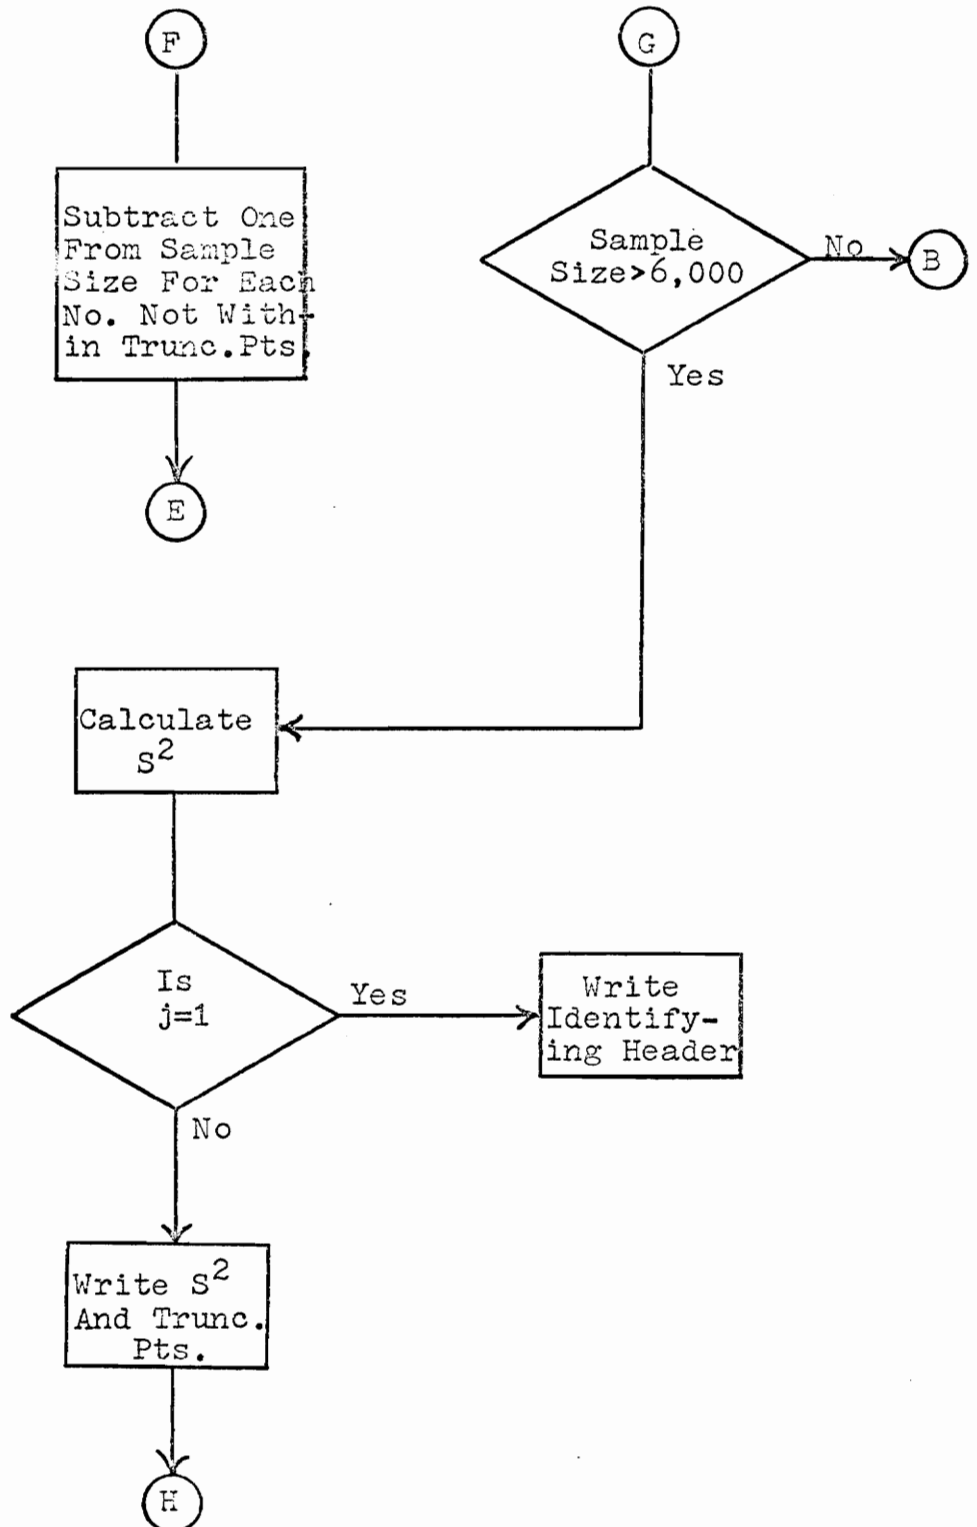 F
Subtract One
From Sample
Size For Each
No. Not With-
in Trunc.Pts.
E
G
Sample
Size>6,000
No
B
Yes
Calculate
S²
Is
j=1
Yes
Write
Identify-
ing Header
No
Write S²
And Trunc.
Pts.
H